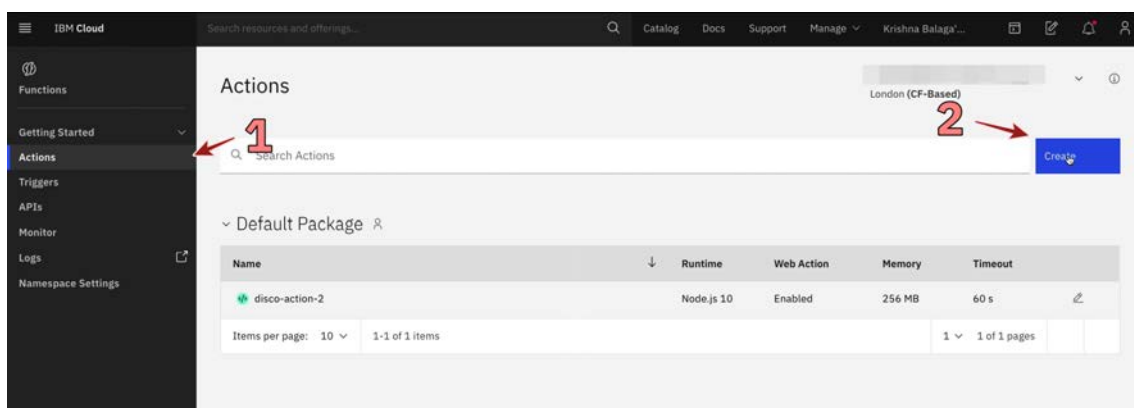 IBM Cloud
Search resources and offerings...
Catalog
Docs
Support
Manage
Krishna Balaga'...
Functions
Getting Started
Actions
Triggers
APIs
Monitor
Logs
Namespace Settings
Actions
London (CF-Based)
1
2
Search Actions
Create
Default Package
Name Runtime Web Action Memory Timeout
disco-action-2 Node.js 10 Enabled 256 MB 60 s
Items per page: 10 1-1 of 1 items 1 1 of 1 pages